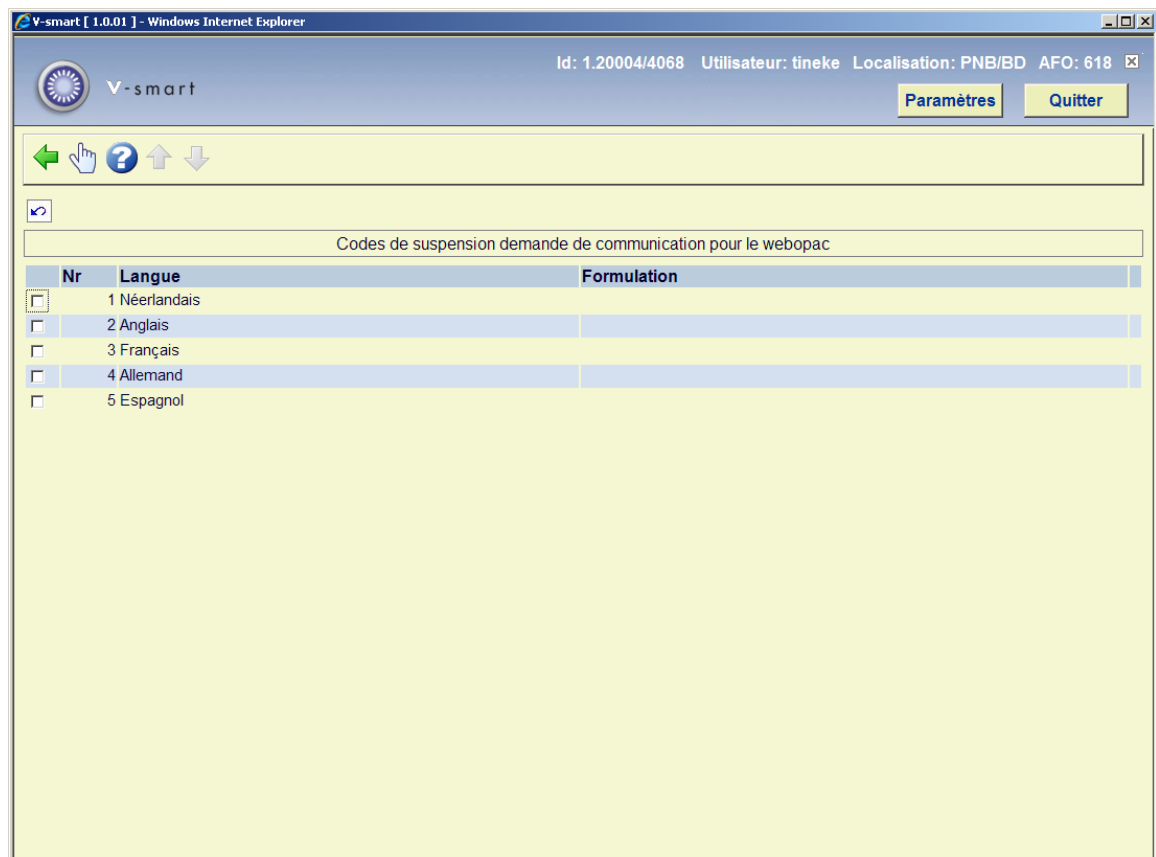 V-smart [ 1.0.01 ] - Windows Internet Explorer
Id: 1.20004/4068 Utilisateur: tineke Localisation: PNB/BD AFO: 618
V-smart
Paramètres Quitter
Codes de suspension demande de communication pour le webopac
Nr Langue Formulation
1 Néerlandais
2 Anglais
3 Français
4 Allemand
5 Espagnol